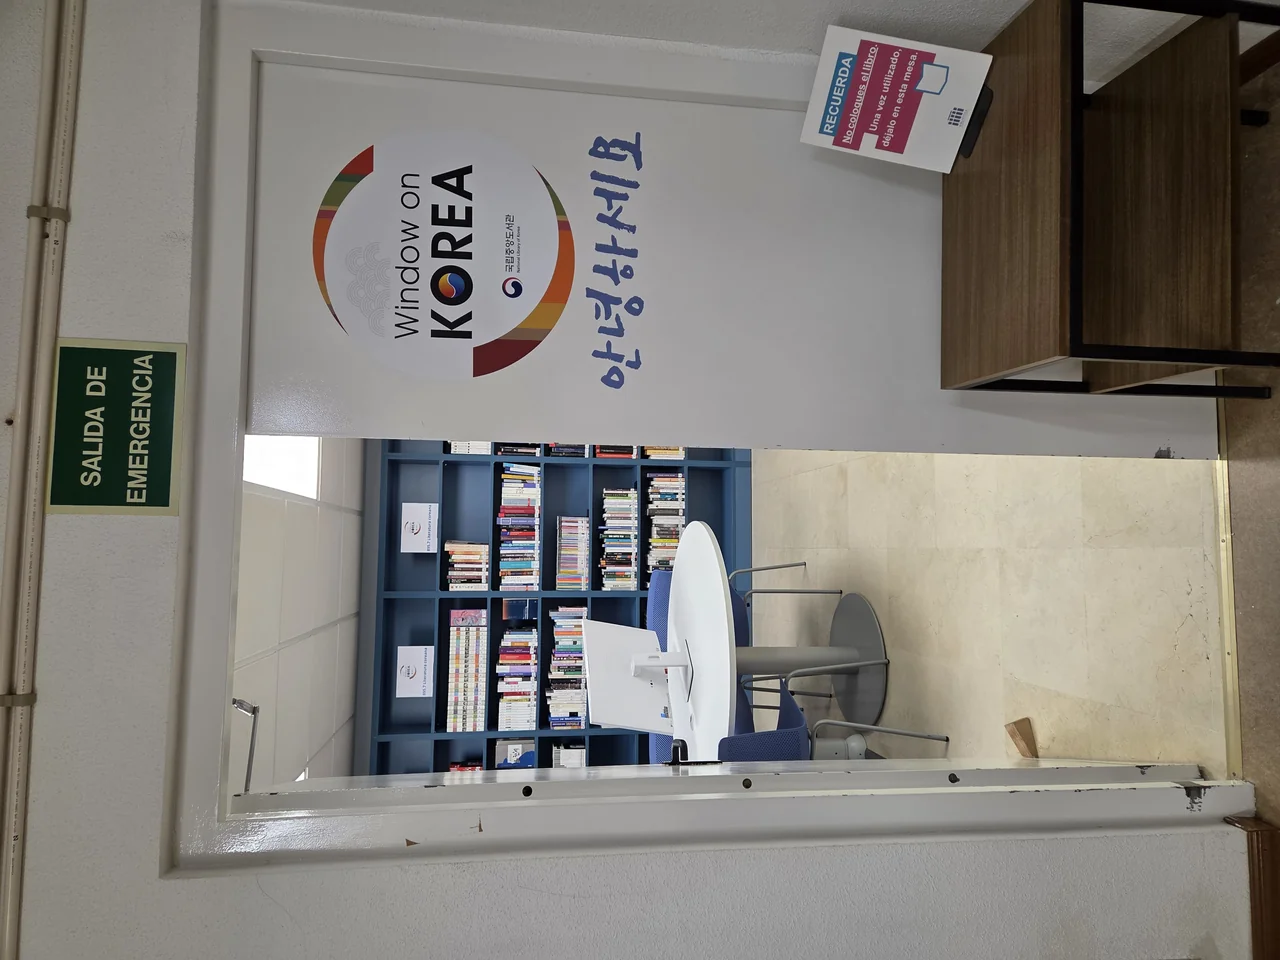 SALIDA DE
EMERGENCIA
Window on
KOREA
국립중앙도서관
National Library of Korea
안녕하세요
RECUERDA
No coloques el libro.
Una vez utilizado,
déjalo en esta mesa.